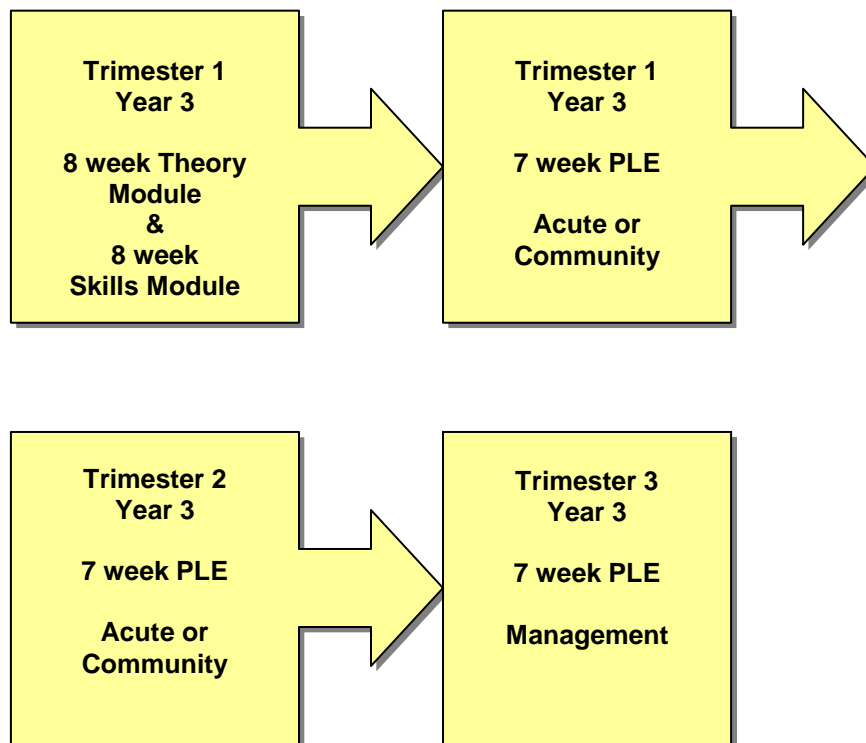 Trimester 1
Year 3
8 week Theory
Module
&
8 week
Skills Module
Trimester 1
Year 3
7 week PLE
Acute or
Community
Trimester 2
Year 3
7 week PLE
Acute or
Community
Trimester 3
Year 3
7 week PLE
Management